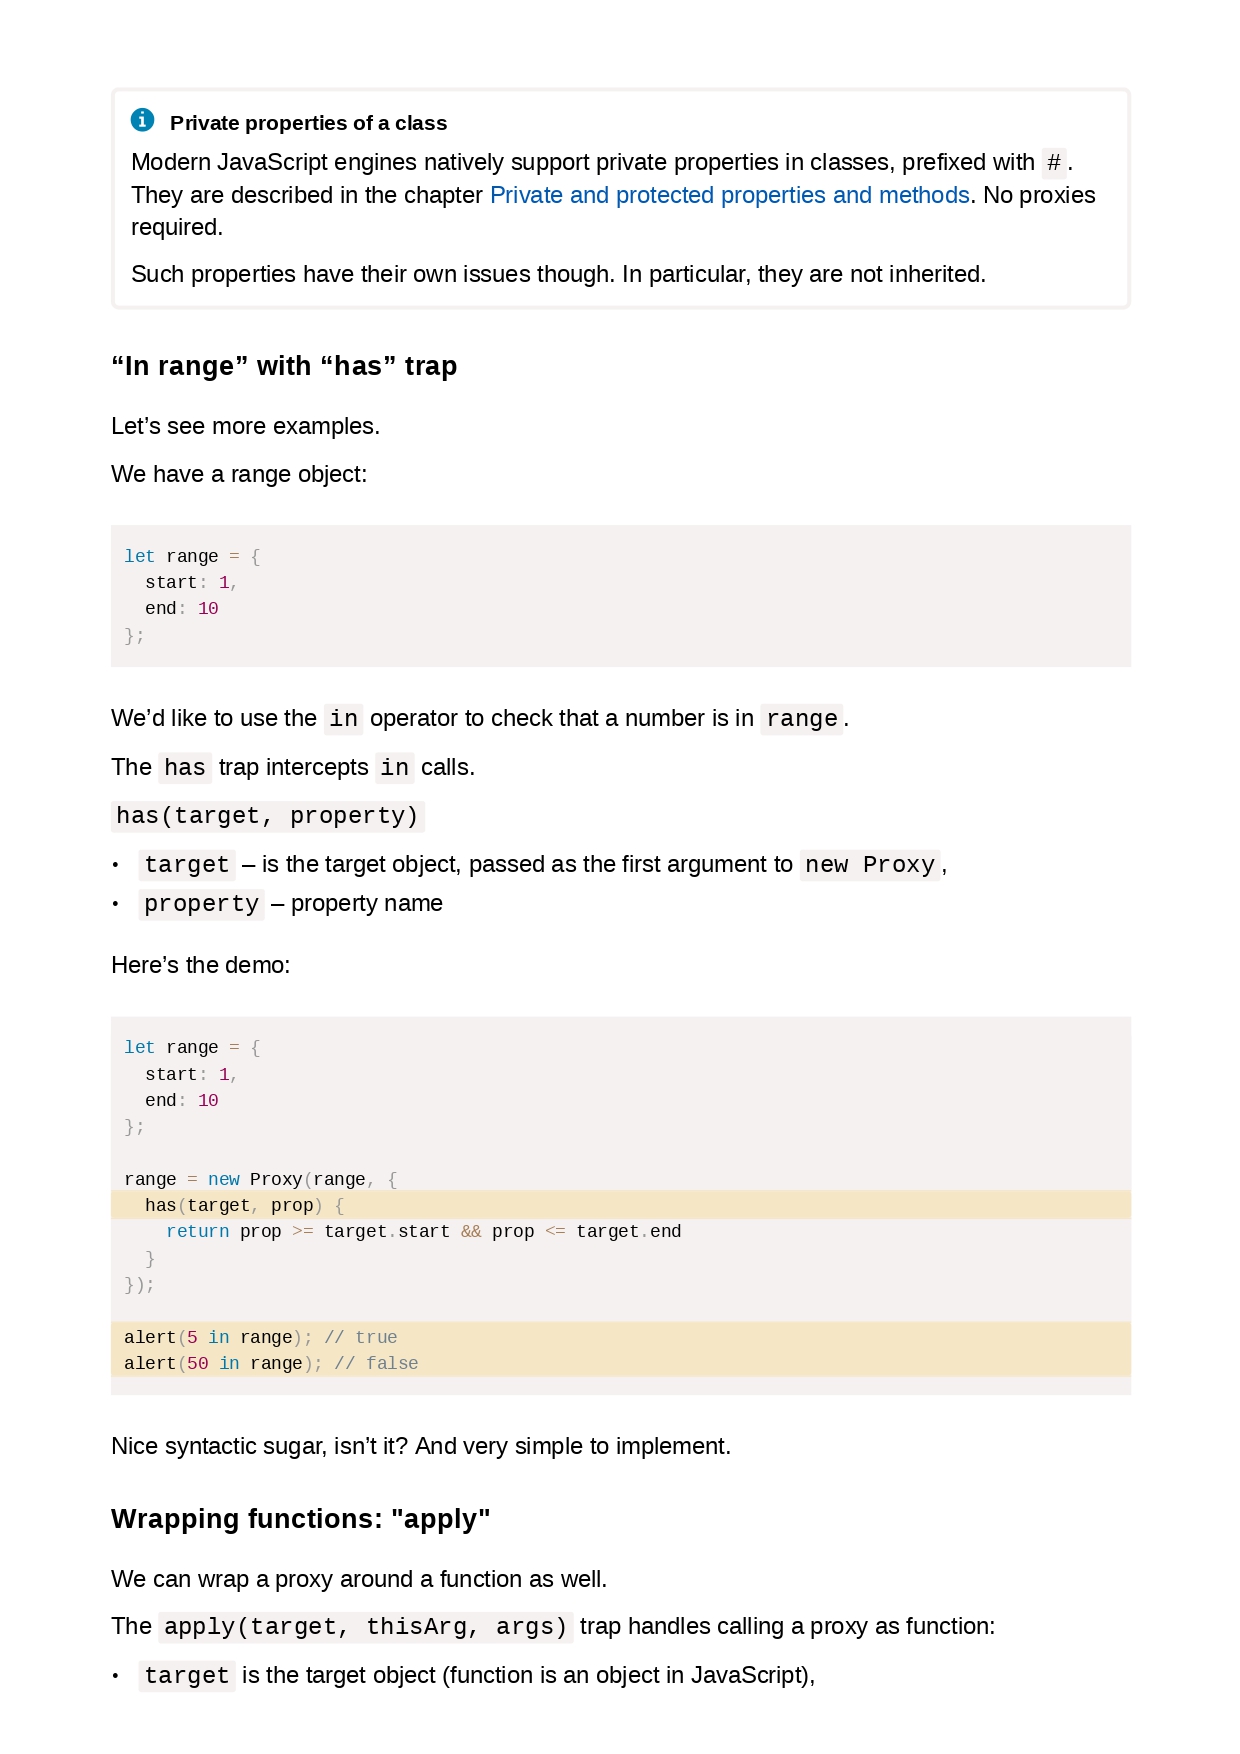 Private properties of a class
Modern JavaScript engines natively support private properties in classes, prefixed with #.
They are described in the chapter Private and protected properties and methods. No proxies
required.
Such properties have their own issues though. In particular, they are not inherited.
“In range” with “has” trap
Let’s see more examples.
We have a range object:
let range = {
  start: 1,
  end: 10
};
We’d like to use the in operator to check that a number is in range.
The has trap intercepts in calls.
has(target, property)
• target – is the target object, passed as the first argument to new Proxy,
• property – property name
Here’s the demo:
let range = {
  start: 1,
  end: 10
};
range = new Proxy(range, {
  has(target, prop) {
    return prop >= target.start && prop <= target.end
  }
});
alert(5 in range); // true
alert(50 in range); // false
Nice syntactic sugar, isn’t it? And very simple to implement.
Wrapping functions: "apply"
We can wrap a proxy around a function as well.
The apply(target, thisArg, args) trap handles calling a proxy as function:
• target is the target object (function is an object in JavaScript),